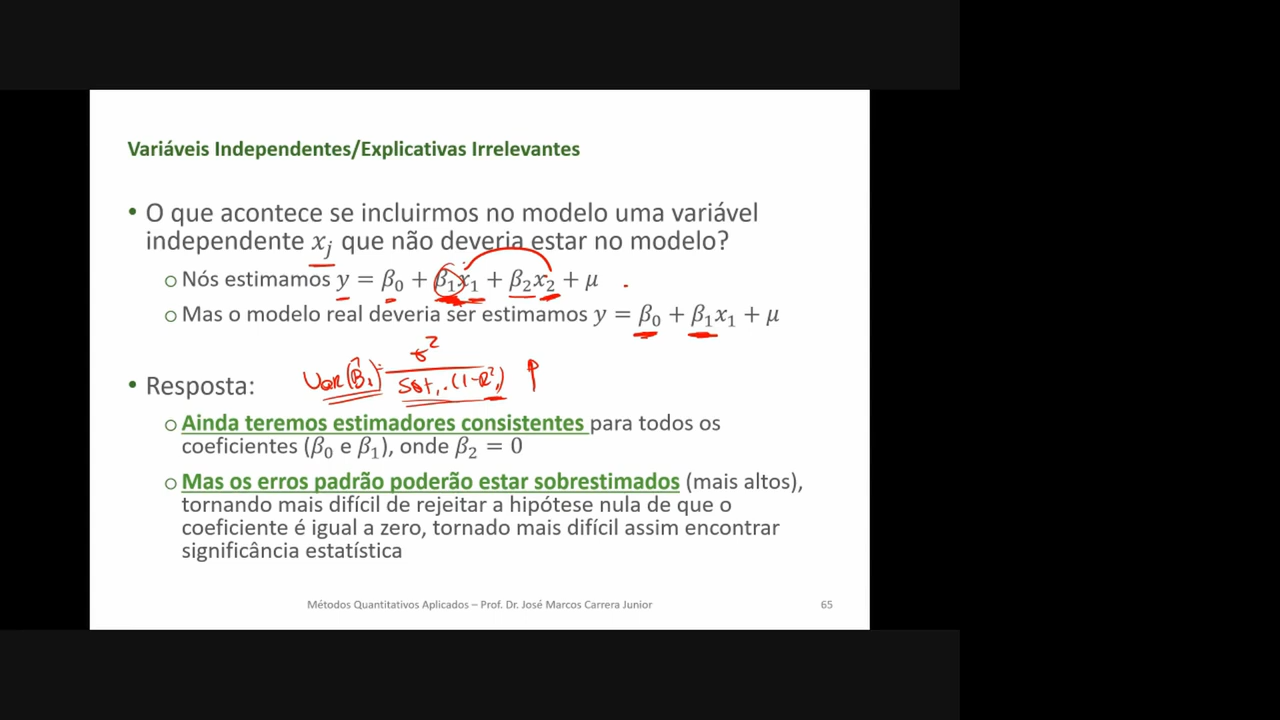 Variáveis Independentes/Explicativas Irrelevantes
• O que acontece se incluirmos no modelo uma variável
independente xⱼ que não deveria estar no modelo?
o Nós estimamos y = β₀ + β₁x₁ + β₂x₂ + μ
o Mas o modelo real deveria ser estimamos y = β₀ + β₁x₁ + μ
Var(β̂₁) = σ² / SQT₁.(1-R²₁) ↑
• Resposta:
o Ainda teremos estimadores consistentes para todos os
coeficientes (β₀ e β₁), onde β₂ = 0
o Mas os erros padrão poderão estar sobrestimados (mais altos),
tornando mais difícil de rejeitar a hipótese nula de que o
coeficiente é igual a zero, tornado mais difícil assim encontrar
significância estatística
Métodos Quantitativos Aplicados – Prof. Dr. José Marcos Carrera Junior
65